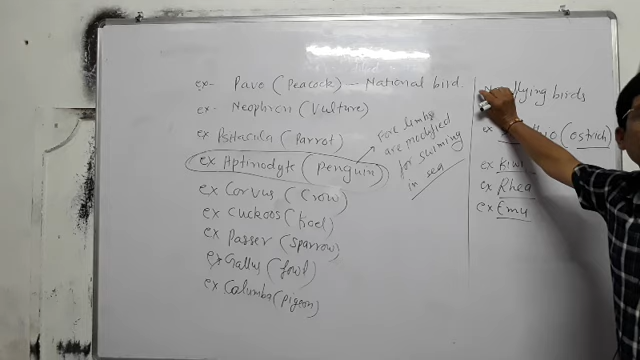 ex- Pavo (Peacock) – National bird.
ex- Neophron (Vulture)
ex Psittacula (Parrot)
ex Aptinodyte (Penguin)
Fore limbs
are modified
for swiming
in sea
ex Corvus (Crow)
ex Cuckoos (Koel)
ex Passer (Sparrow)
ex Gallus (fowl)
ex Columba (pigeon)
flying birds
ex (ostrich)
ex Kiwi
ex Rhea
ex Emu